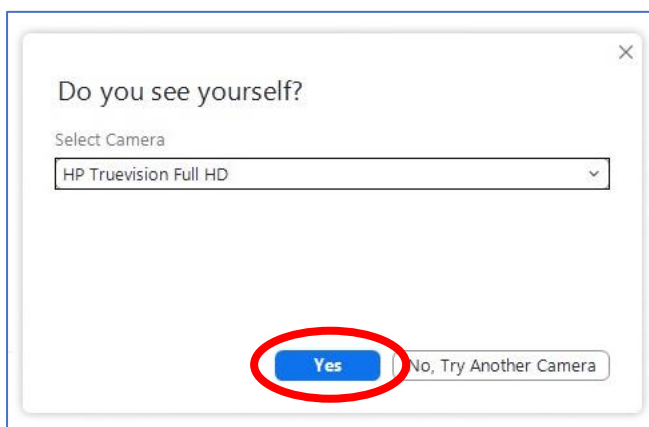 Do you see yourself?
Select Camera
HP Truevision Full HD
Yes No, Try Another Camera